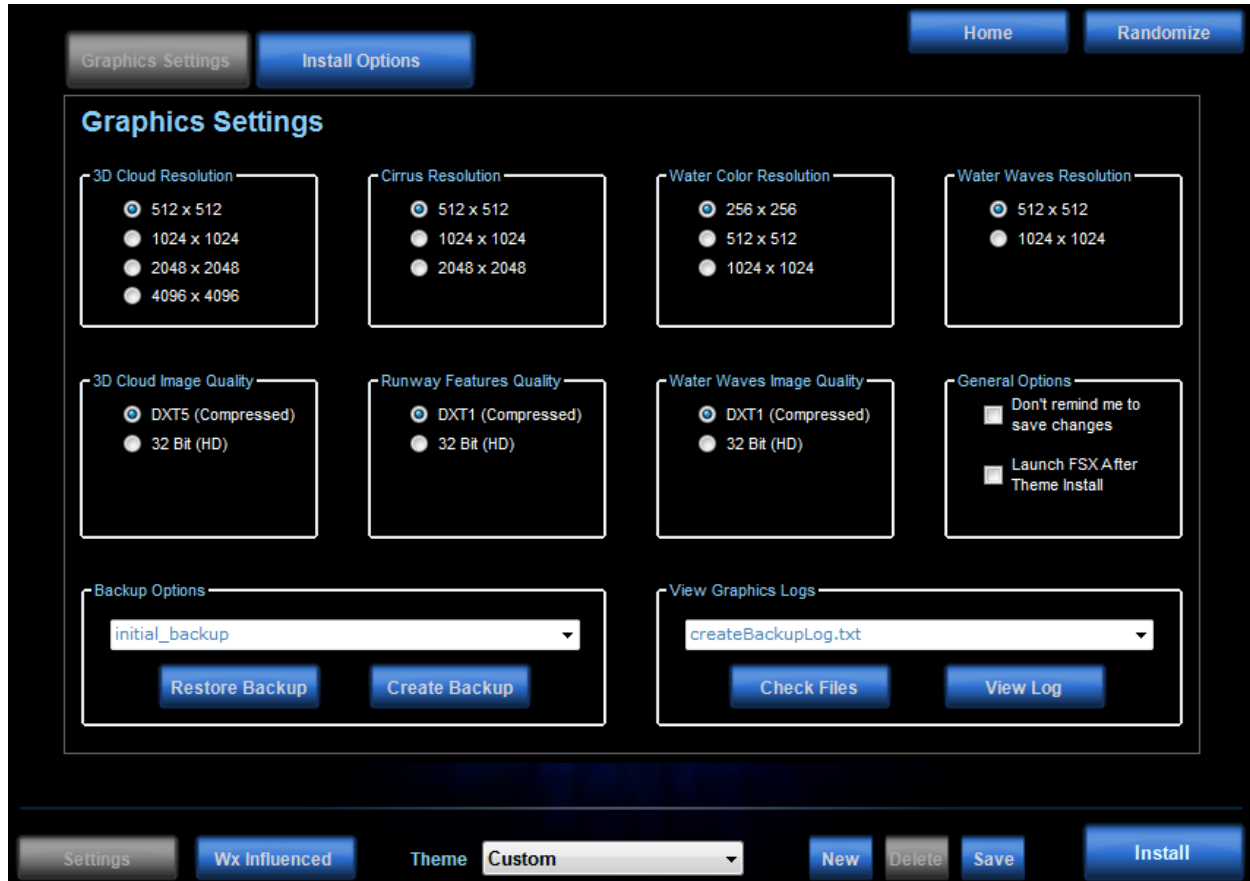 Home
Randomize
Graphics Settings
Install Options
Graphics Settings
3D Cloud Resolution
512 x 512
1024 x 1024
2048 x 2048
4096 x 4096
Cirrus Resolution
512 x 512
1024 x 1024
2048 x 2048
Water Color Resolution
256 x 256
512 x 512
1024 x 1024
Water Waves Resolution
512 x 512
1024 x 1024
3D Cloud Image Quality
DXT5 (Compressed)
32 Bit (HD)
Runway Features Quality
DXT1 (Compressed)
32 Bit (HD)
Water Waves Image Quality
DXT1 (Compressed)
32 Bit (HD)
General Options
Don't remind me to
save changes
Launch FSX After
Theme Install
Backup Options
initial_backup
Restore Backup
Create Backup
View Graphics Logs
createBackupLog.txt
Check Files
View Log
Settings
Wx Influenced
Theme
Custom
New
Delete
Save
Install